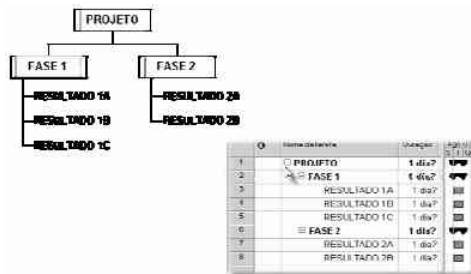 PROJETO
FASE 1
FASE 2
RESULTADO 1A
RESULTADO 2A
RESULTADO 1B
RESULTADO 2B
RESULTADO 1C
Nome da tarefa Duração
1 PROJETO 1 dia?
2 FASE 1 1 dia?
3 RESULTADO 1A 1 dia?
4 RESULTADO 1B 1 dia?
5 RESULTADO 1C 1 dia?
6 FASE 2 1 dia?
7 RESULTADO 2A 1 dia?
8 RESULTADO 2B 1 dia?